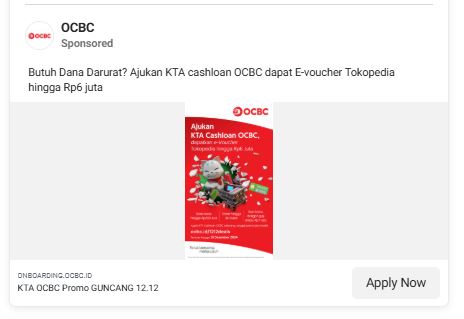 OCBC
OCBC
Sponsored
Butuh Dana Darurat? Ajukan KTA cashloan OCBC dapat E-voucher Tokopedia
hingga Rp6 juta
OCBC
Ajukan
KTA Cashloan OCBC,
dapatkan e-Voucher
Tokopedia hingga Rp6 Juta
ONBOARDING.OCBC.ID
KTA OCBC Promo GUNCANG 12.12
Apply Now